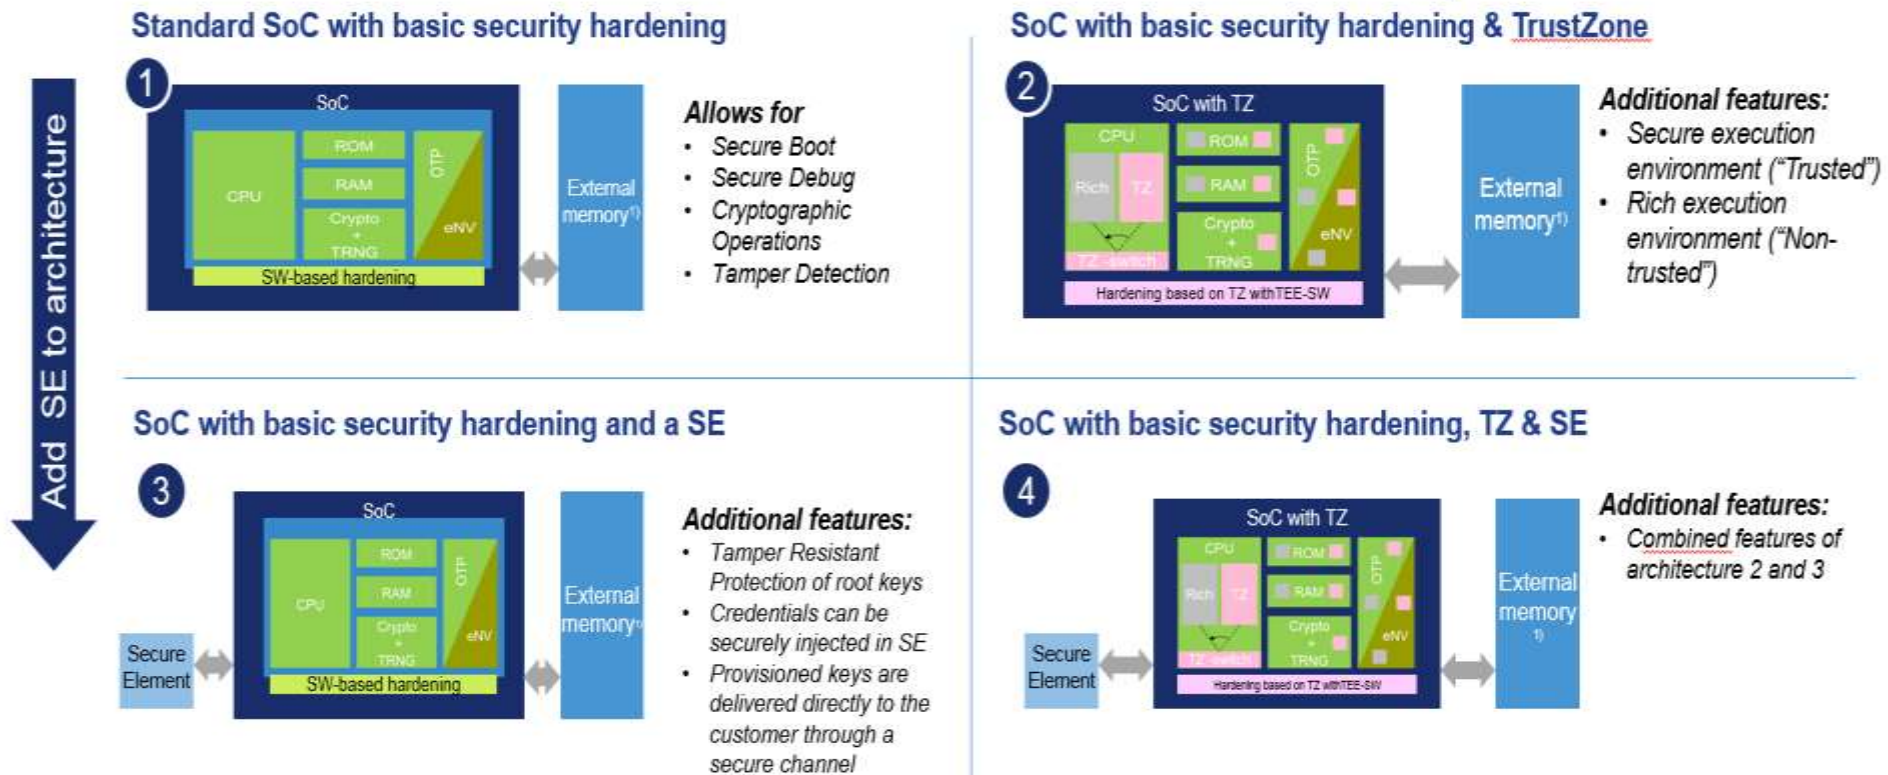 Add SE to architecture
Standard SoC with basic security hardening
1
SoC
CPU
ROM
RAM
Crypto
+
TRNG
OTP
eNV
SW-based hardening
External
memory¹⁾
Allows for
• Secure Boot
• Secure Debug
• Cryptographic
Operations
• Tamper Detection
SoC with basic security hardening & TrustZone
2
SoC with TZ
CPU
Rich
TZ
TZ-switch
ROM
RAM
Crypto
+
TRNG
OTP
eNV
Hardening based on TZ withTEE-SW
External
memory¹⁾
Additional features:
• Secure execution
environment (“Trusted”)
• Rich execution
environment (“Non-
trusted”)
SoC with basic security hardening and a SE
3
Secure
Element
SoC
CPU
ROM
RAM
Crypto
+
TRNG
OTP
eNV
SW-based hardening
External
memory¹⁾
Additional features:
• Tamper Resistant
Protection of root keys
• Credentials can be
securely injected in SE
• Provisioned keys are
delivered directly to the
customer through a
secure channel
SoC with basic security hardening, TZ & SE
4
Secure
Element
SoC with TZ
CPU
Rich
TZ
TZ-switch
ROM
RAM
Crypto
+
TRNG
OTP
eNV
Hardening based on TZ withTEE-SW
External
memory
1)
Additional features:
• Combined features of
architecture 2 and 3